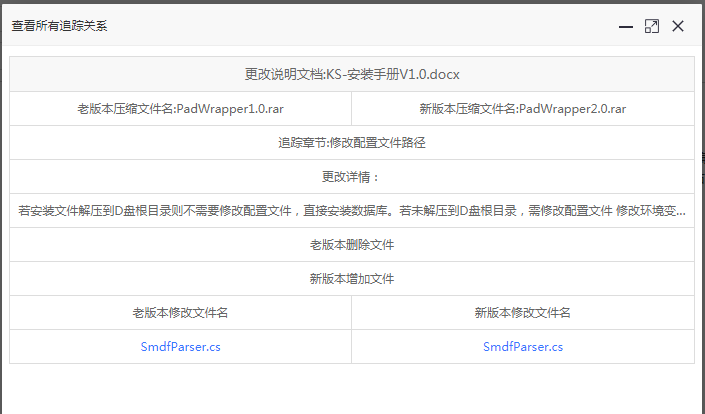 查看所有追踪关系
更改说明文档:KS-安装手册V1.0.docx
老版本压缩文件名:PadWrapper1.0.rar
新版本压缩文件名:PadWrapper2.0.rar
追踪章节:修改配置文件路径
更改详情：
若安装文件解压到D盘根目录则不需要修改配置文件，直接安装数据库。若未解压到D盘根目录，需修改配置文件 修改环境变...
老版本删除文件
新版本增加文件
老版本修改文件名
新版本修改文件名
SmdfParser.cs
SmdfParser.cs